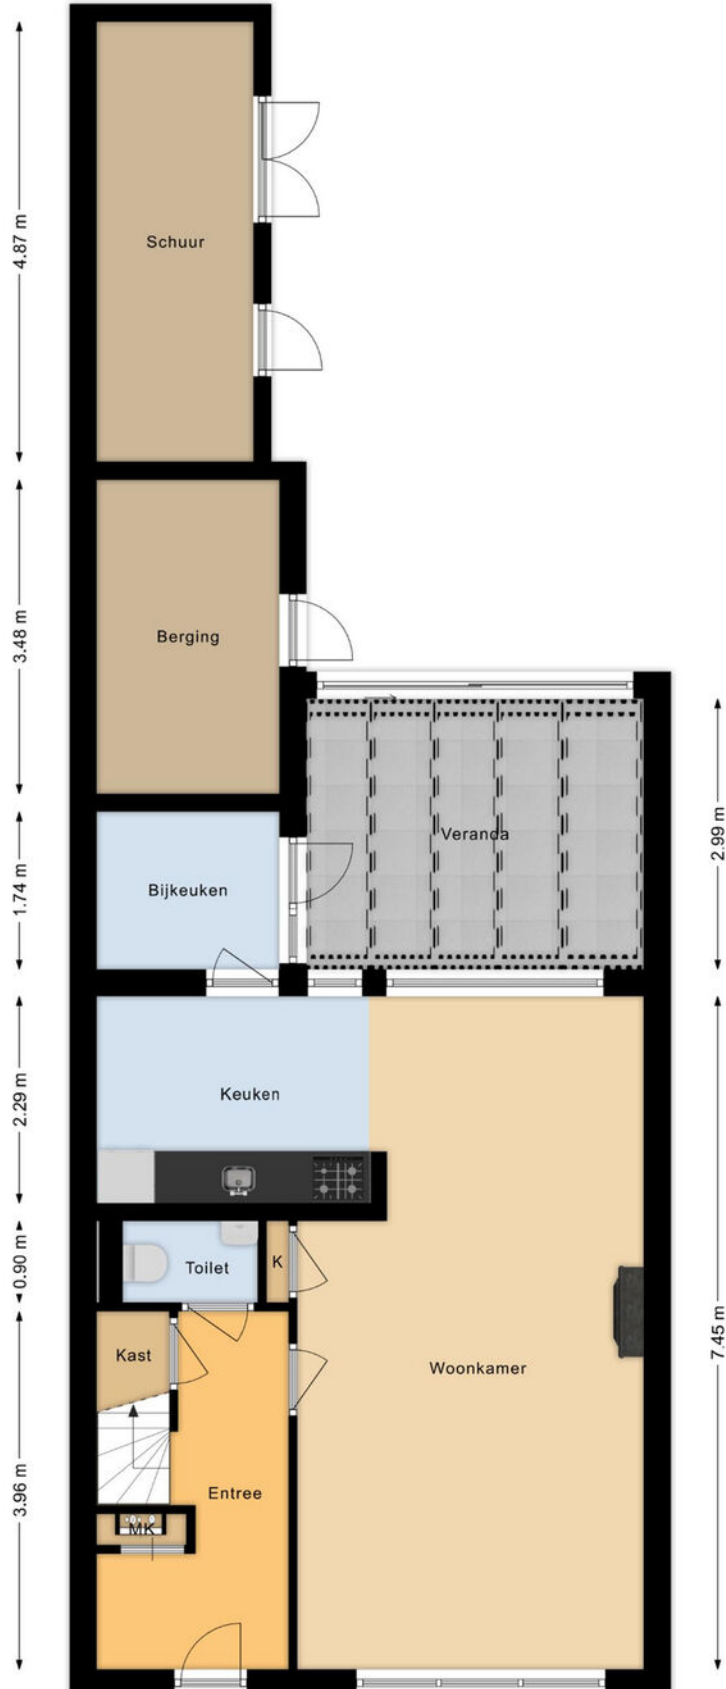 4.87 m
Schuur
3.48 m
Berging
Veranda
2.99 m
1.74 m
Bijkeuken
2.29 m
Keuken
0.90 m
Toilet
K
7.45 m
Kast
Woonkamer
3.96 m
Entree
MK